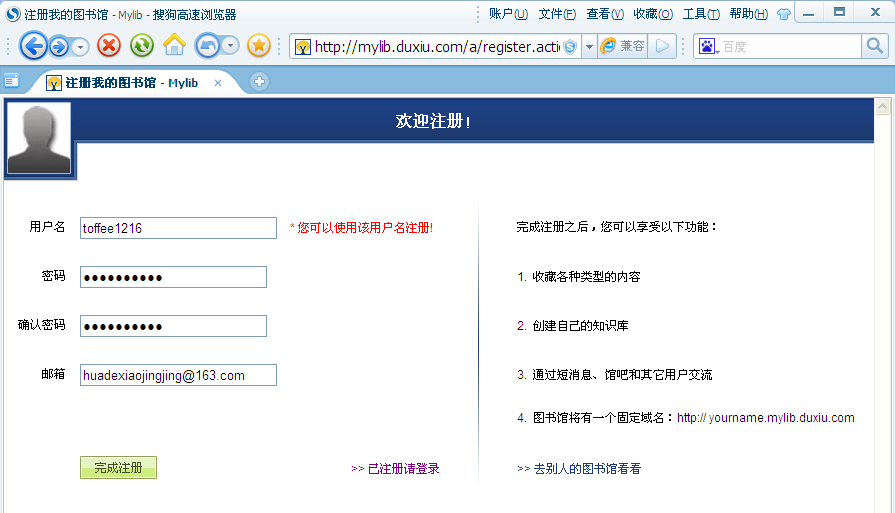 注册我的图书馆 - Mylib - 搜狗高速浏览器
账户(U) 文件(F) 查看(V) 收藏(O) 工具(T) 帮助(H)
http://mylib.duxiu.com/a/register.actio
兼容
百度
注册我的图书馆 - Mylib
欢迎注册!
用户名 toffee1216 * 您可以使用该用户名注册!
密码 ●●●●●●●●●●
确认密码 ●●●●●●●●●●
邮箱 huadexiaojingjing@163.com
完成注册
>> 已注册请登录
完成注册之后,您可以享受以下功能:
1. 收藏各种类型的内容
2. 创建自己的知识库
3. 通过短消息、馆吧和其它用户交流
4. 图书馆将有一个固定域名:http:// yourname.mylib.duxiu.com
>> 去别人的图书馆看看